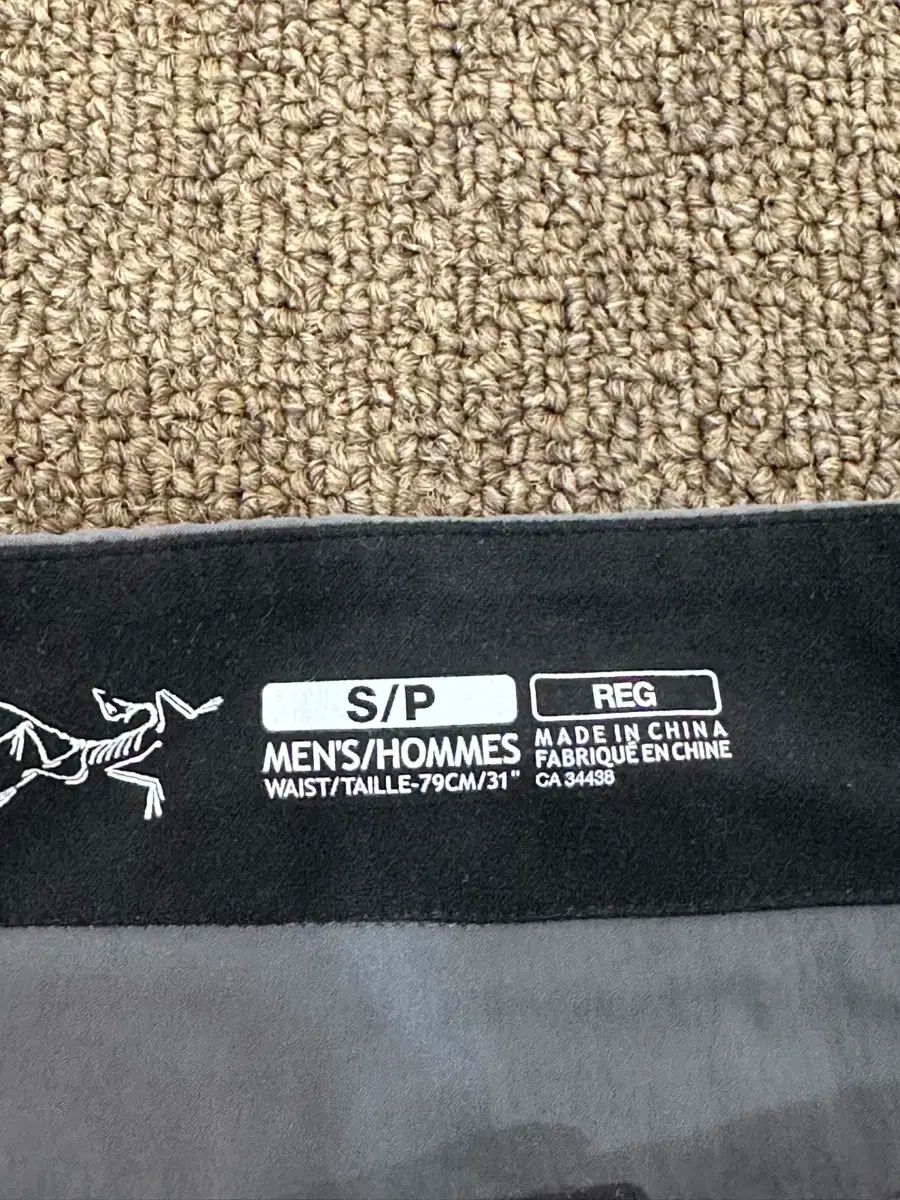 S/P
REG
MEN'S/HOMMES
WAIST/TAILLE-79CM/31"
MADE IN CHINA
FABRIQUÉ EN CHINE
CA 34438